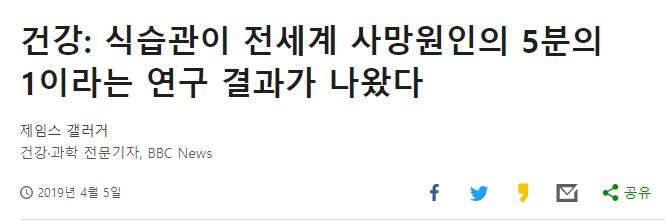 건강: 식습관이 전세계 사망원인의 5분의
1이라는 연구 결과가 나왔다
제임스 갤러거
건강·과학 전문기자, BBC News
2019년 4월 5일
공유